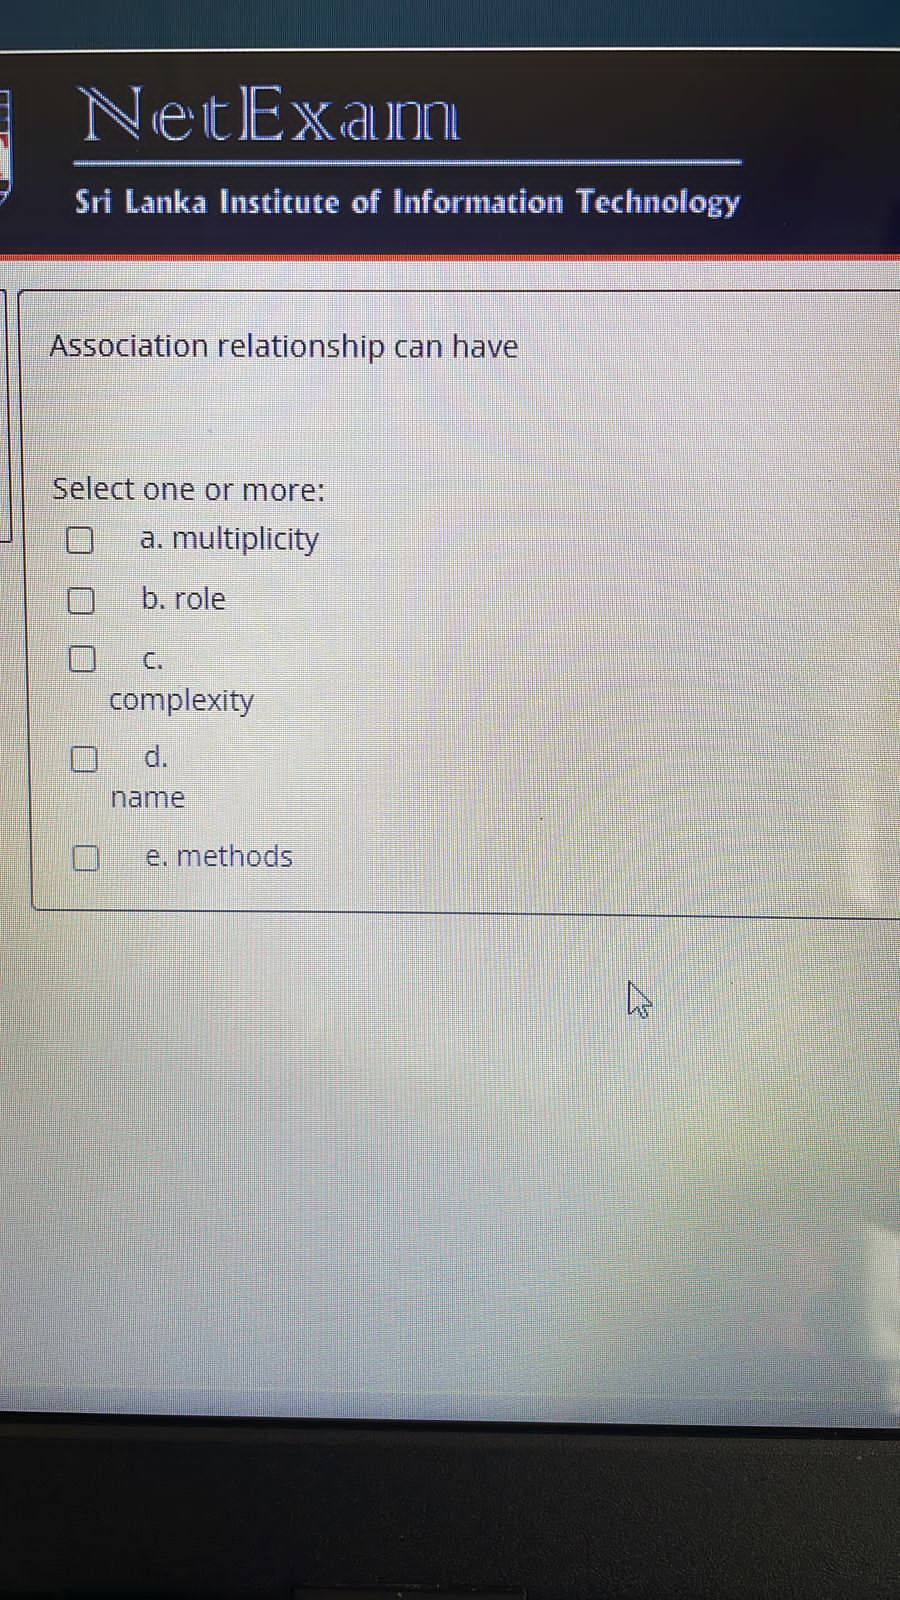 NetExam
Sri Lanka Institute of Information Technology
Association relationship can have
Select one or more:
a. multiplicity
b. role
c.
complexity
d.
name
e. methods